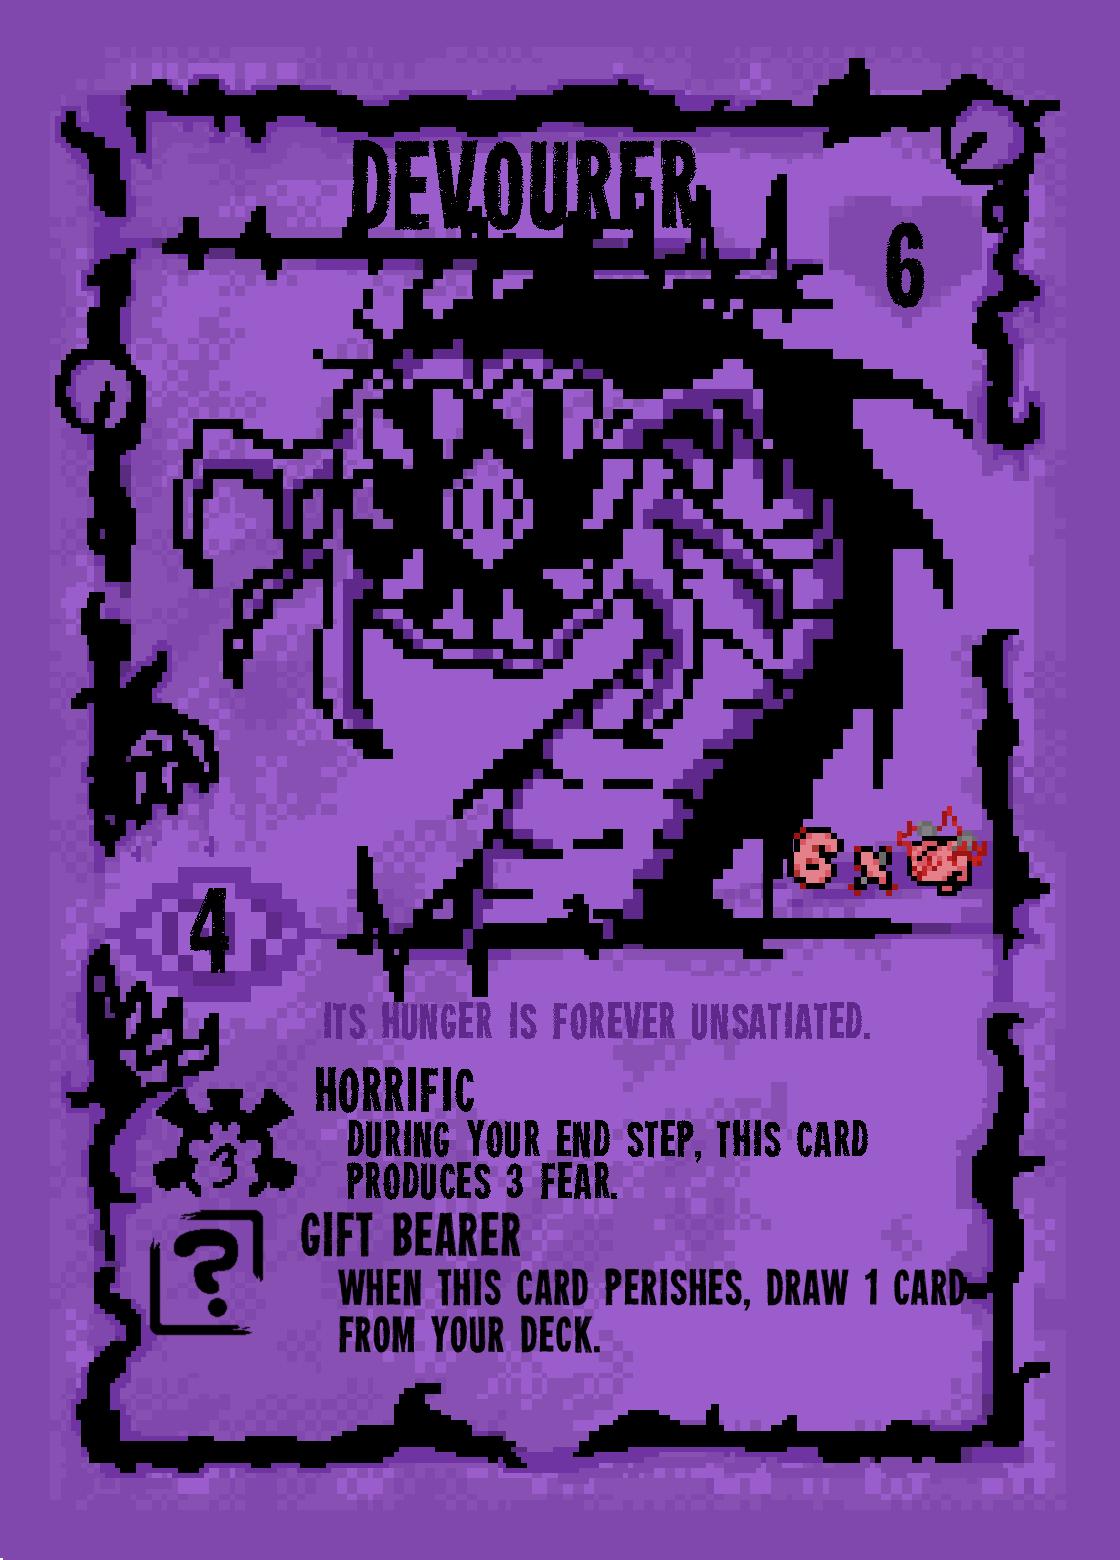 DEVOURER
6
6 x
4
ITS HUNGER IS FOREVER UNSATIATED.
HORRIFIC
DURING YOUR END STEP, THIS CARD
PRODUCES 3 FEAR.
3
GIFT BEARER
?
WHEN THIS CARD PERISHES, DRAW 1 CARD
FROM YOUR DECK.